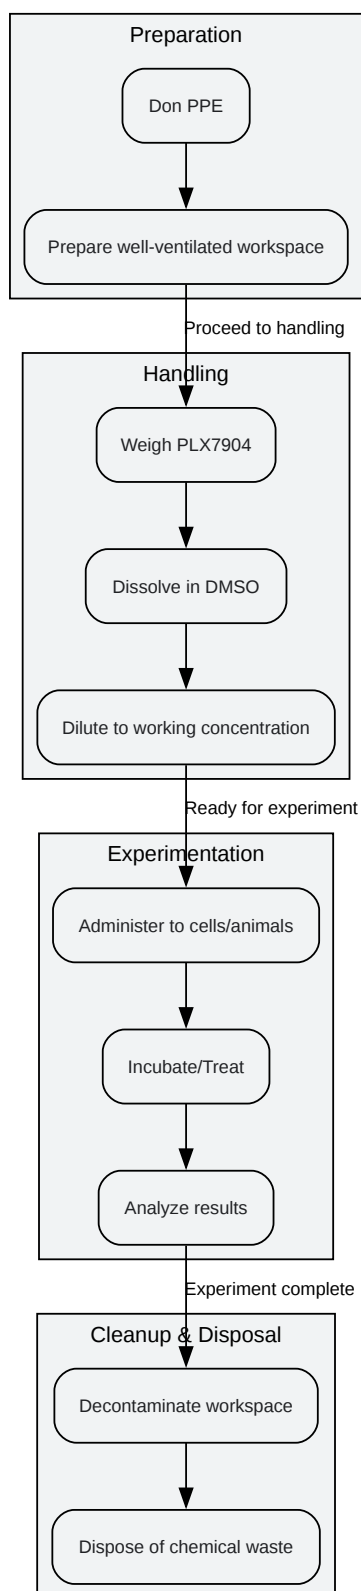 Preparation
Don PPE
Prepare well-ventilated workspace
Proceed to handling
Handling
Weigh PLX7904
Dissolve in DMSO
Dilute to working concentration
Ready for experiment
Experimentation
Administer to cells/animals
Incubate/Treat
Analyze results
Experiment complete
Cleanup & Disposal
Decontaminate workspace
Dispose of chemical waste